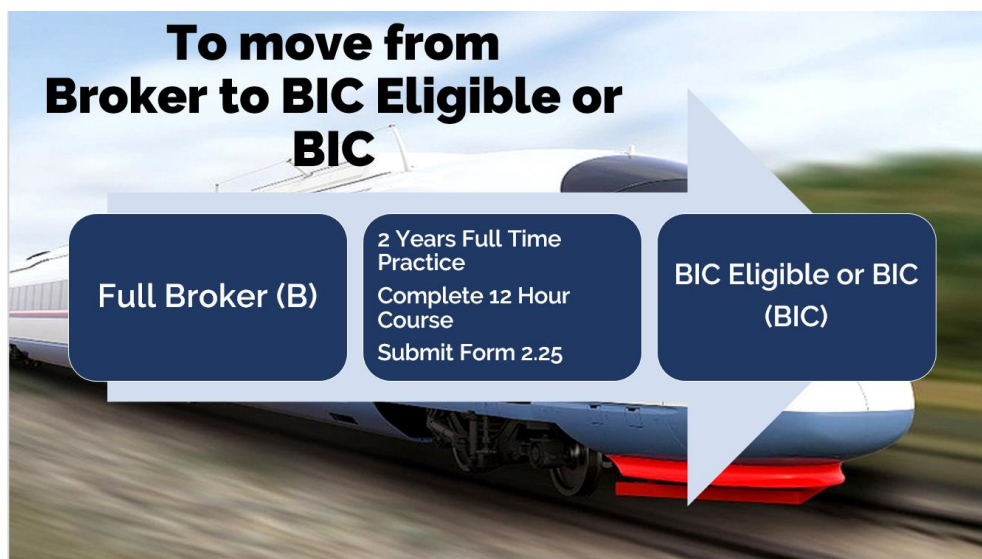 To move from
Broker to BIC Eligible or
BIC
Full Broker (B)
2 Years Full Time
Practice
Complete 12 Hour
Course
Submit Form 2.25
BIC Eligible or BIC
(BIC)